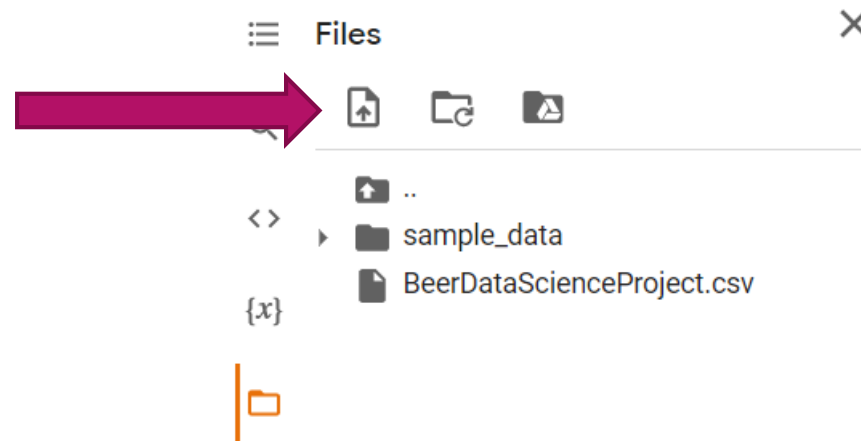 Files
..
sample_data
<>
BeerDataScienceProject.csv
{x}